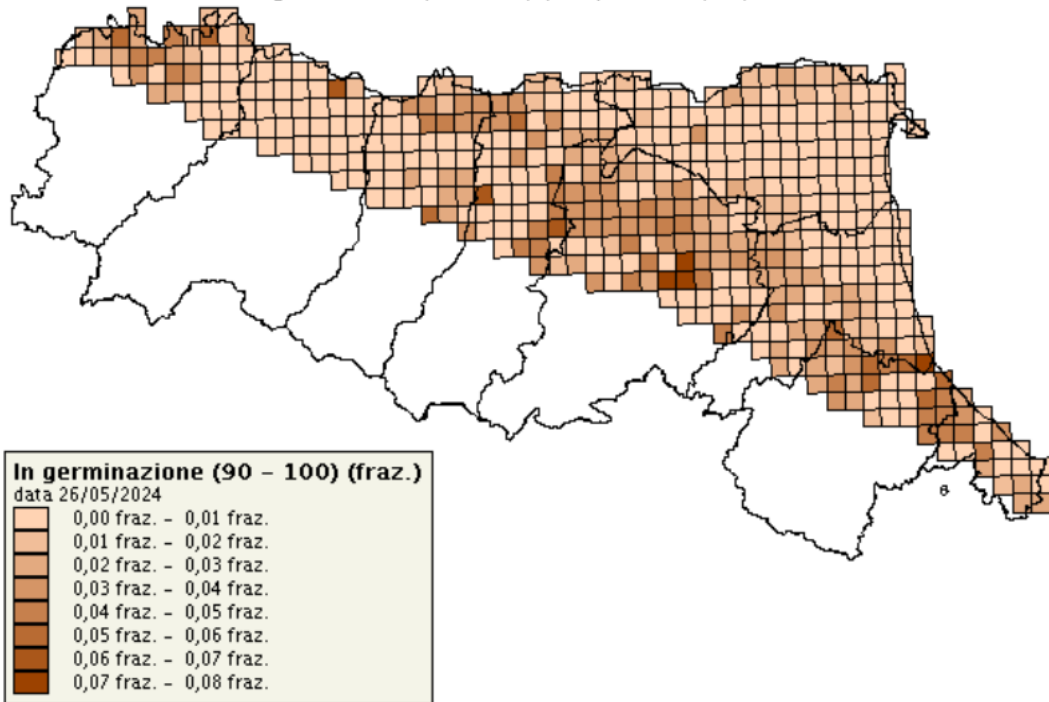 In germinazione (90 – 100) (fraz.)
data 26/05/2024
0,00 fraz. – 0,01 fraz.
0,01 fraz. – 0,02 fraz.
0,02 fraz. – 0,03 fraz.
0,03 fraz. – 0,04 fraz.
0,04 fraz. – 0,05 fraz.
0,05 fraz. – 0,06 fraz.
0,06 fraz. – 0,07 fraz.
0,07 fraz. – 0,08 fraz.